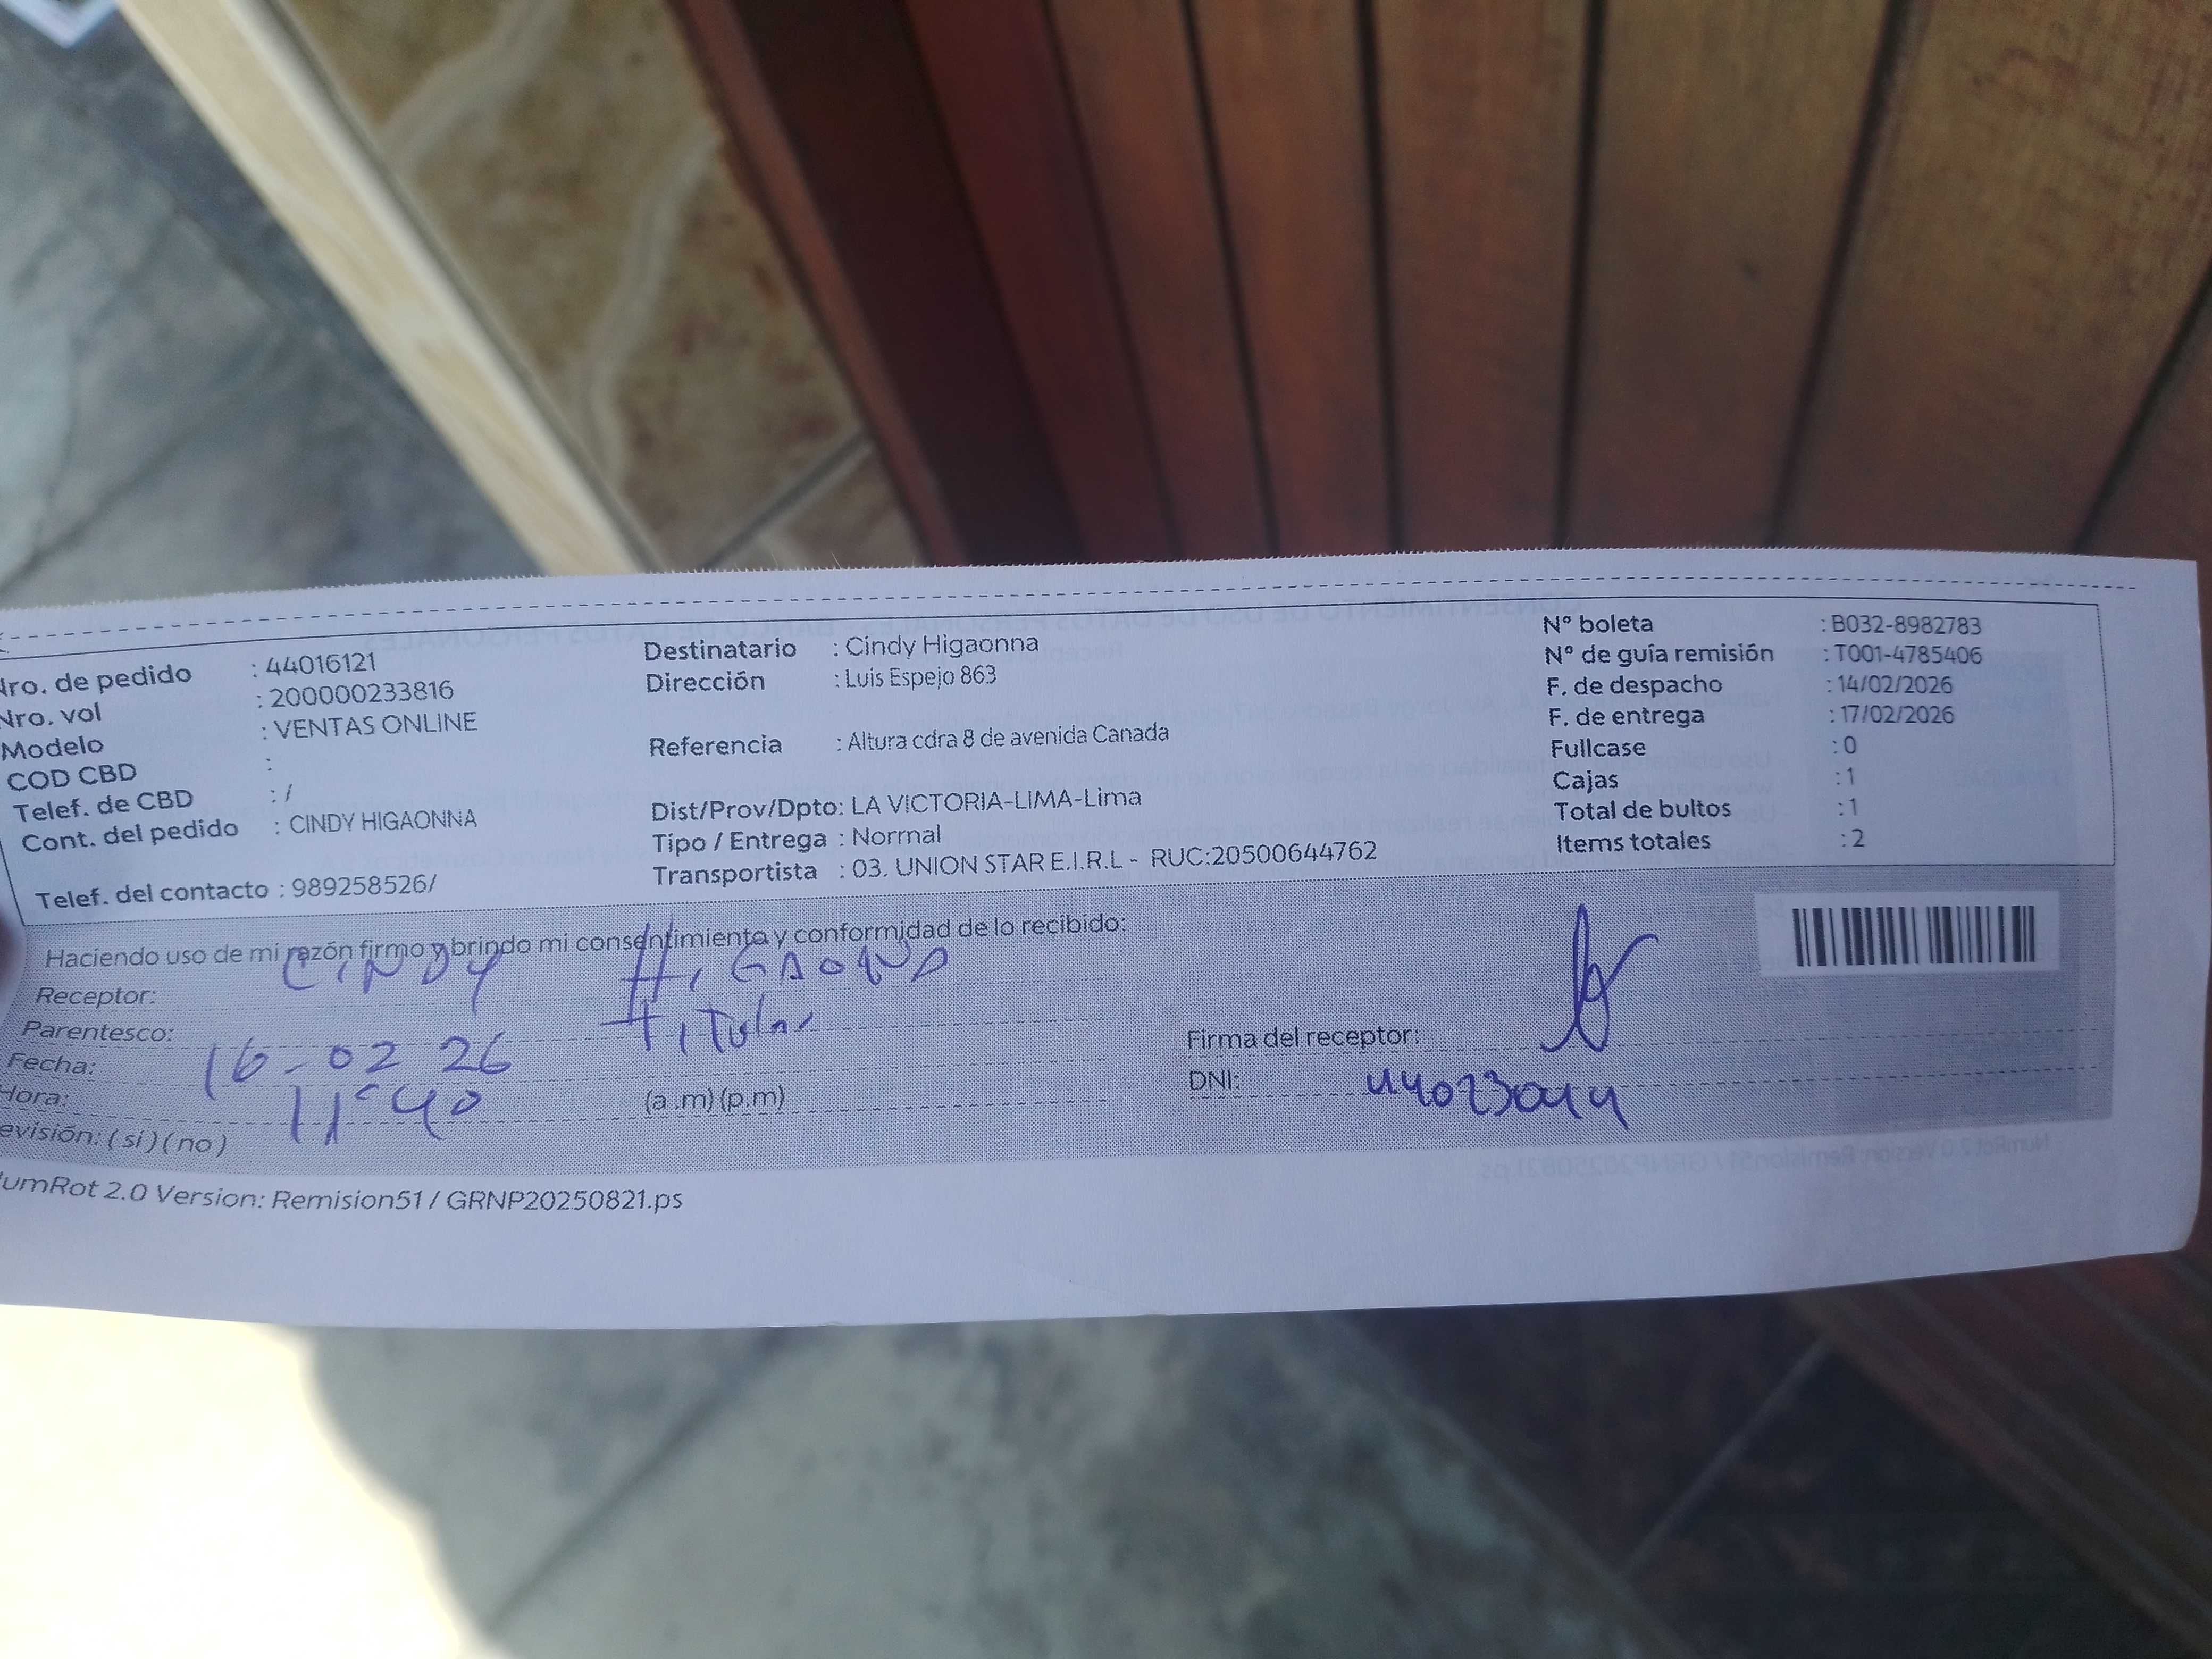 Nro. de pedido : 44016121
Nro. vol : 200000233816
Modelo : VENTAS ONLINE
COD CBD :
Telef. de CBD : /
Cont. del pedido : CINDY HIGAONNA
Telef. del contacto : 989258526/
Destinatario : Cindy Higaonna
Dirección : Luis Espejo 863
Referencia : Altura cdra 8 de avenida Canada
Dist/Prov/Dpto: LA VICTORIA-LIMA-Lima
Tipo / Entrega : Normal
Transportista : 03. UNION STAR E.I.R.L - RUC:20500644762
Nº boleta : B032-8982783
Nº de guía remisión : T001-4785406
F. de despacho : 14/02/2026
F. de entrega : 17/02/2026
Fullcase : 0
Cajas : 1
Total de bultos : 1
Items totales : 2
Haciendo uso de mi razón firmo y brindo mi consentimiento y conformidad de lo recibido:
Receptor: CINDY
Parentesco: Titular
Fecha: 16-02 26
Hora: 11:40 (a .m) (p.m)
evisión: ( si ) ( no )
Firma del receptor:
DNI: 44023044
umRot 2.0 Version: Remision51 / GRNP20250821.ps